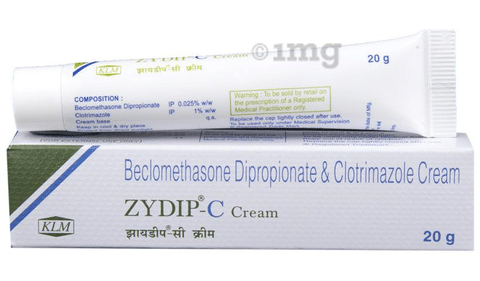 1mg
KLM
ZYDIP®-C Cream
झायडीप®-सी क्रीम
20 g
COMPOSITION :
Beclomethasone Dipropionate IP 0.025% w/w
Clotrimazole IP 1% w/w
Cream base q.s.
Keep in cool & dry place
Warning : To be sold by retail on
the prescription of a Registered
Medical Practitioner only.
Replace the cap tightly closed after use.
To be used only under Medical Supervision
Beclomethasone Dipropionate & Clotrimazole Cream
ZYDIP®-C Cream
KLM
झायडीप®-सी क्रीम
20 g